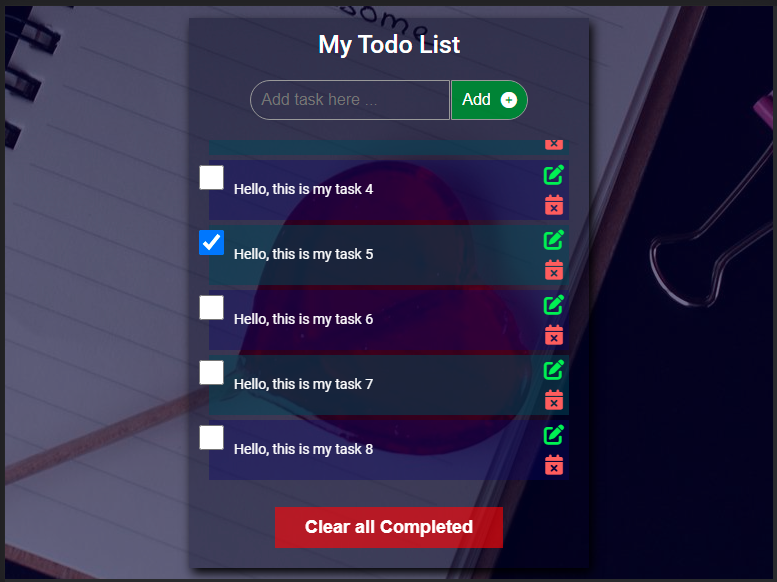 some
My Todo List
Add task here ...
Add
Hello, this is my task 4
Hello, this is my task 5
Hello, this is my task 6
Hello, this is my task 7
Hello, this is my task 8
Clear all Completed